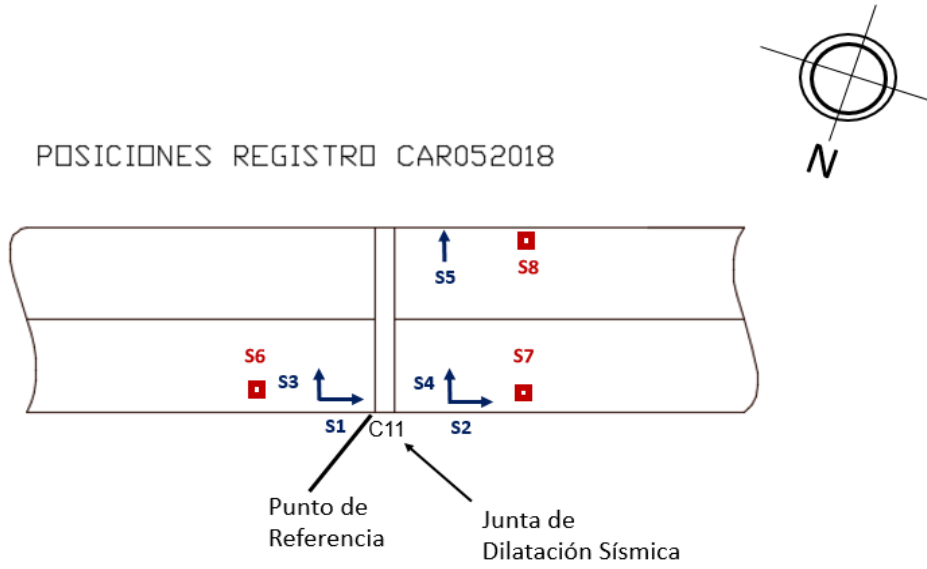 N
POSICIONES REGISTRO CAR052018
S5
S8
S6
S7
S3
S4
S1
C11
S2
Punto de
Referencia
Junta de
Dilatación Sísmica